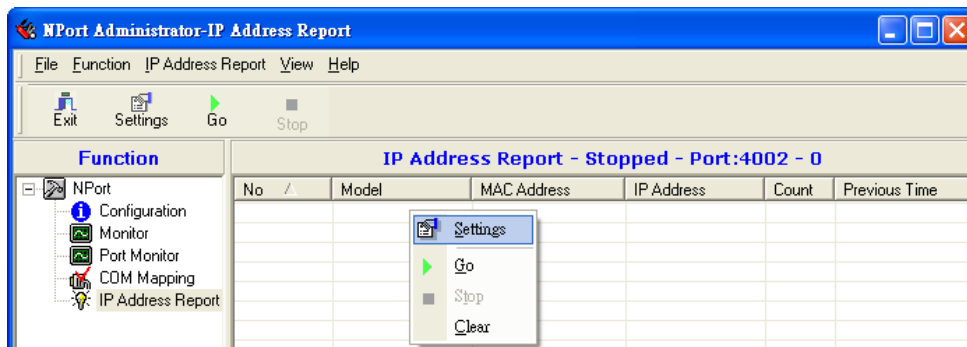 NPort Administrator-IP Address Report
File Function IP Address Report View Help
Exit Settings Go Stop
Function
IP Address Report - Stopped - Port:4002 - 0
No Model MAC Address IP Address Count Previous Time
NPort
Configuration
Monitor
Port Monitor
COM Mapping
IP Address Report
Settings
Go
Stop
Clear